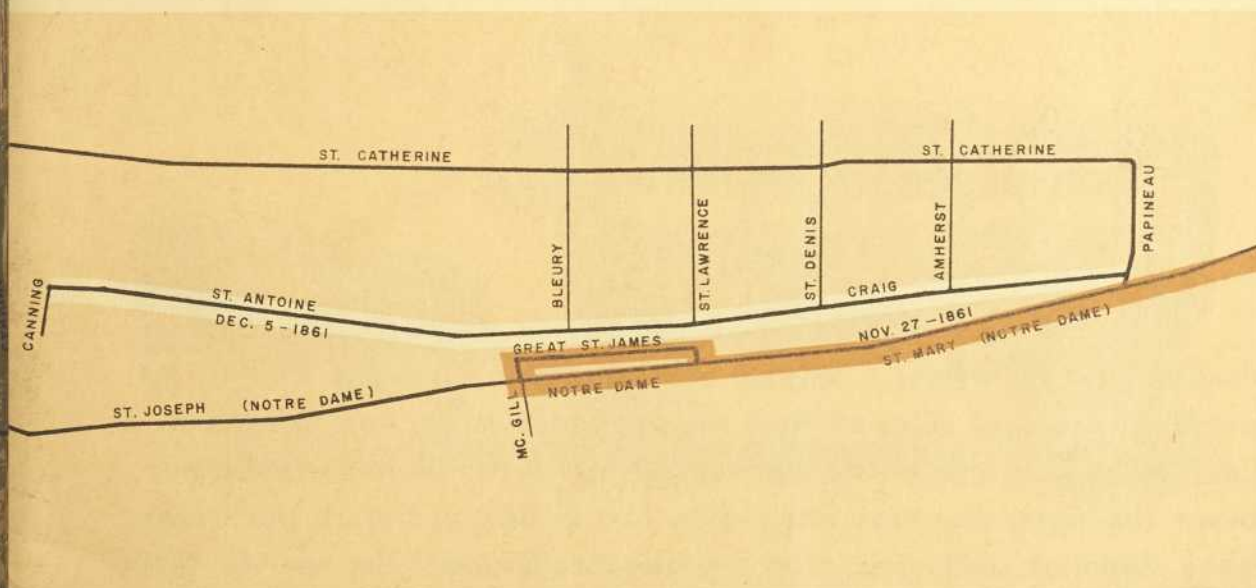 ST. CATHERINE
ST. CATHERINE
PAPINEAU
BLEURY
ST. LAWRENCE
ST. DENIS
AMHERST
CANNING
ST. ANTOINE
DEC. 5 - 1861
CRAIG
NOV. 27 - 1861
GREAT ST. JAMES
ST. MARY (NOTRE DAME)
NOTRE DAME
ST. JOSEPH (NOTRE DAME)
MC. GILL